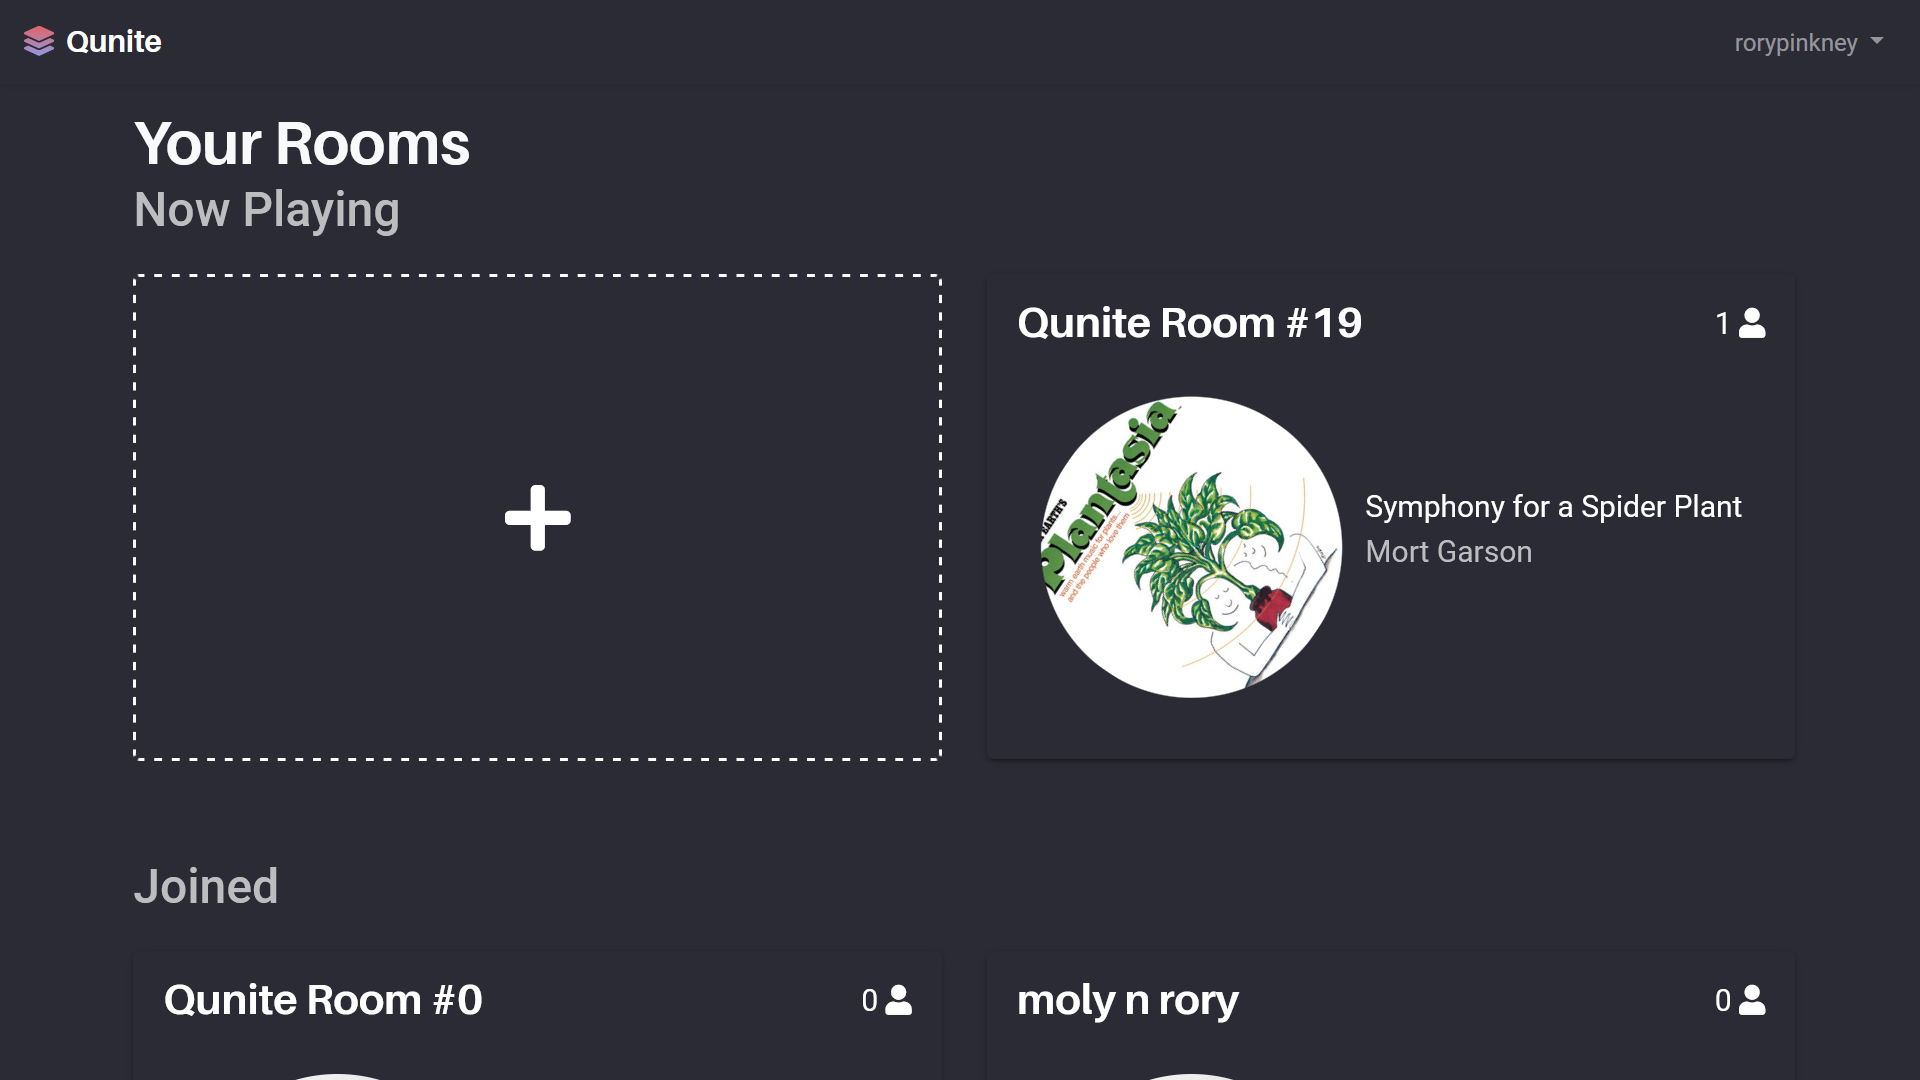 Qunite
rorypinkney
Your Rooms
Now Playing
Qunite Room #19
1
EARTH'S
Plantasia
warm earth music for plants...
and the people who love them
Symphony for a Spider Plant
Mort Garson
Joined
Qunite Room #0
0
moly n rory
0